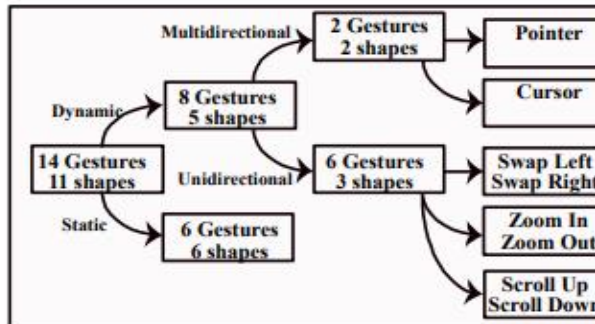 Multidirectional
2 Gestures
2 shapes
Pointer
Cursor
Dynamic
8 Gestures
5 shapes
14 Gestures
11 shapes
Unidirectional
6 Gestures
3 shapes
Swap Left
Swap Right
Zoom In
Zoom Out
Scroll Up
Scroll Down
Static
6 Gestures
6 shapes